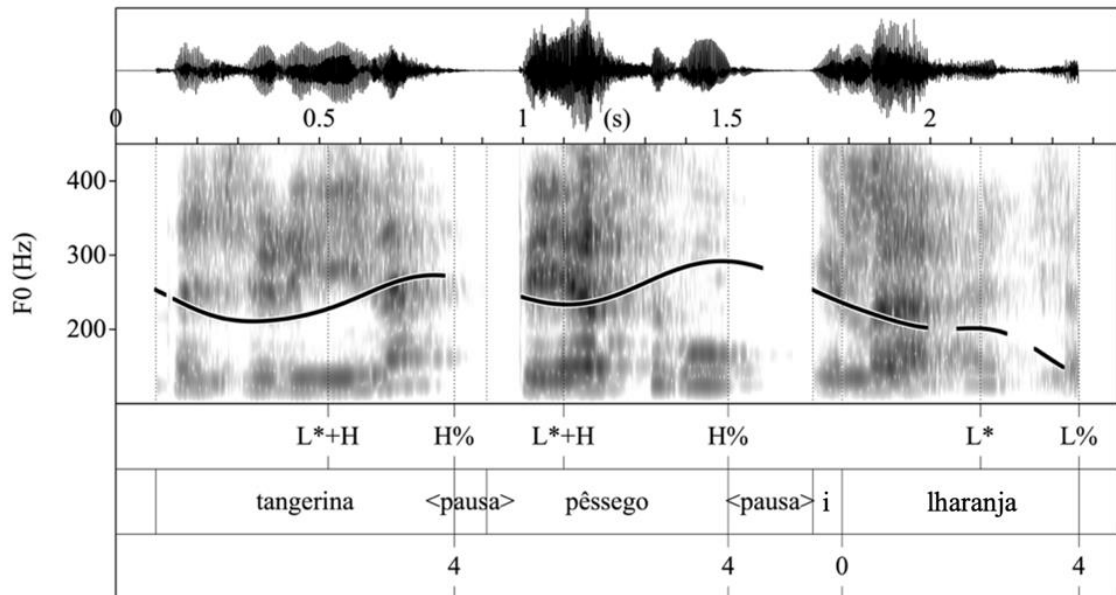 0 0.5 1 (s) 1.5 2
400
300
200
F0 (Hz)
L*+H H% L*+H H% L* L%
tangerina <pausa> pêssego <pausa> i lharanja
4 4 0 4